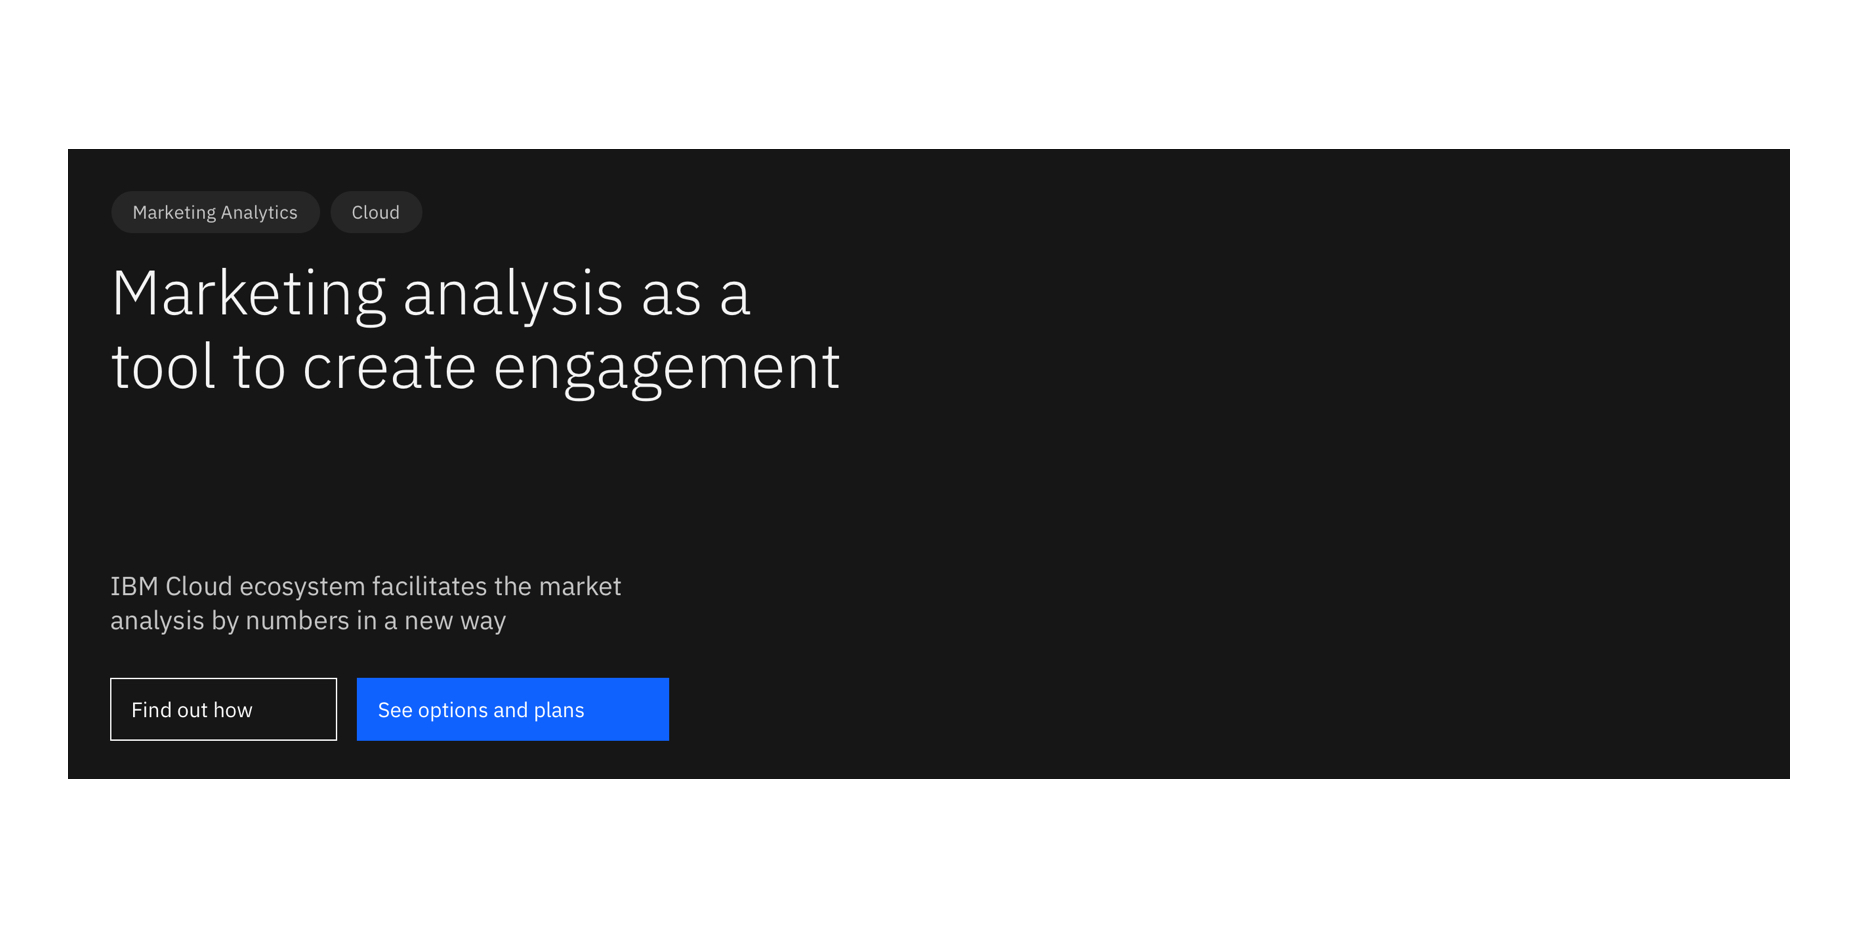 Marketing Analytics Cloud
Marketing analysis as a
tool to create engagement
IBM Cloud ecosystem facilitates the market
analysis by numbers in a new way
Find out how See options and plans